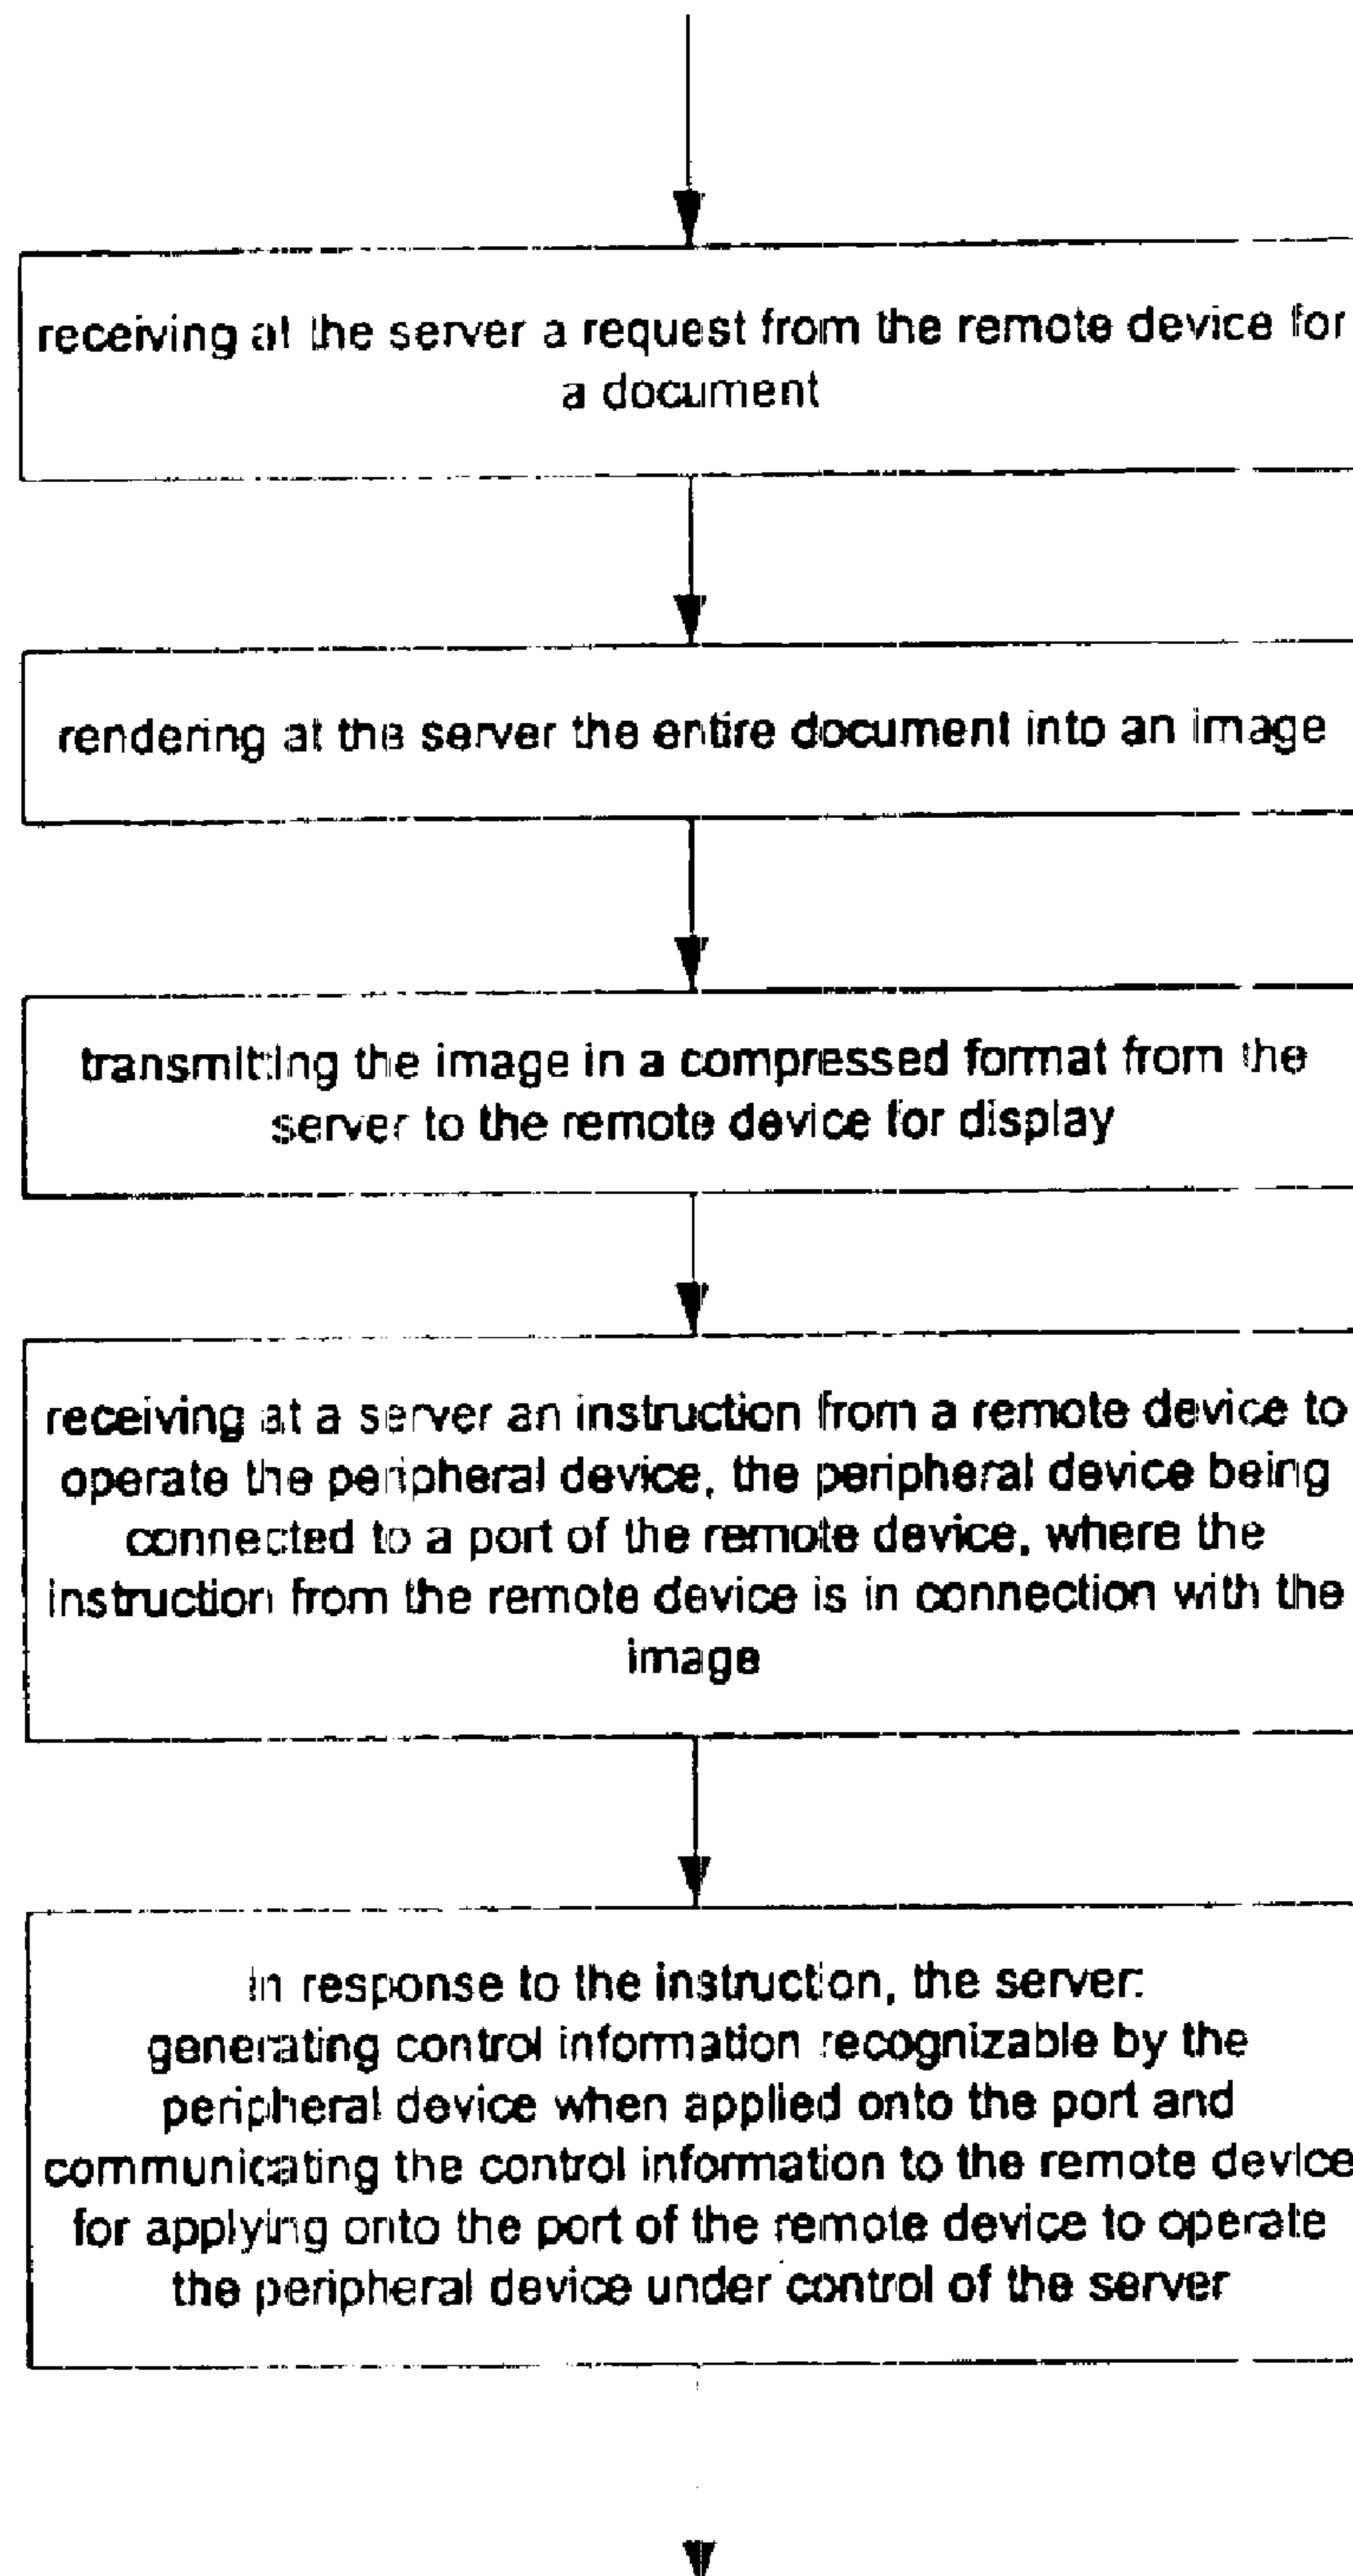 receiving at the server a request from the remote device for
a document
rendering at the server the entire document into an image
transmitting the image in a compressed format from the
server to the remote device for display
receiving at a server an instruction from a remote device to
operate the peripheral device, the peripheral device being
connected to a port of the remote device, where the
instruction from the remote device is in connection with the
image
in response to the instruction, the server:
generating control information recognizable by the
peripheral device when applied onto the port and
communicating the control information to the remote device
for applying onto the port of the remote device to operate
the peripheral device under control of the server